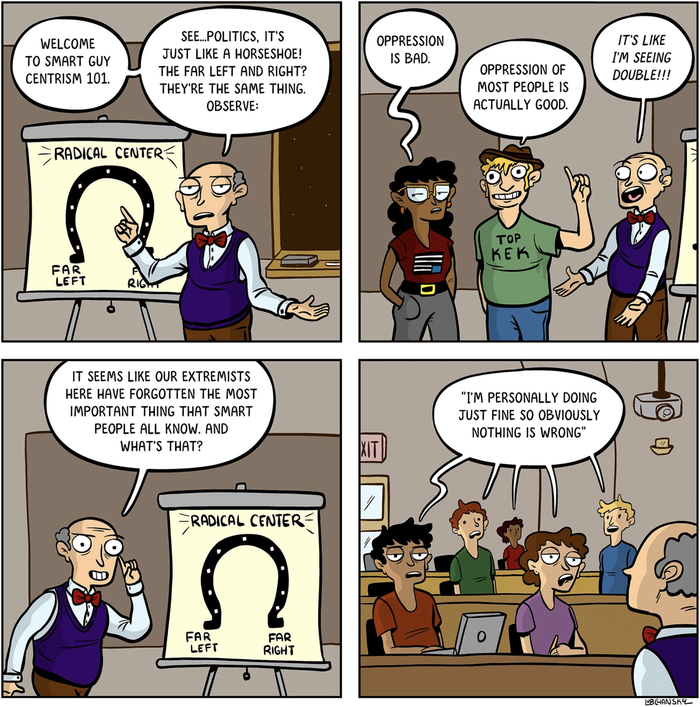 WELCOME
TO SMART GUY
CENTRISM 101.
SEE...POLITICS, IT'S
JUST LIKE A HORSESHOE!
THE FAR LEFT AND RIGHT?
THEY'RE THE SAME THING.
OBSERVE:
RADICAL CENTER
FAR
LEFT
F
RIGHT
OPPRESSION
IS BAD.
OPPRESSION OF
MOST PEOPLE IS
ACTUALLY GOOD.
IT'S LIKE
I'M SEEING
DOUBLE!!!
TOP
KEK
IT SEEMS LIKE OUR EXTREMISTS
HERE HAVE FORGOTTEN THE MOST
IMPORTANT THING THAT SMART
PEOPLE ALL KNOW. AND
WHAT'S THAT?
RADICAL CENTER
FAR
LEFT
FAR
RIGHT
"I'M PERSONALLY DOING
JUST FINE SO OBVIOUSLY
NOTHING IS WRONG"
XIT
LUBCHANSKY